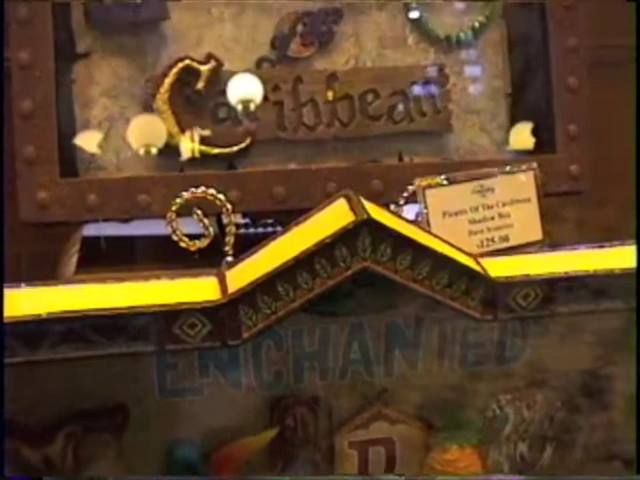 Caribbean
Pirates Of The Caribbean
Shadow Box
125.00
ENCHANTED